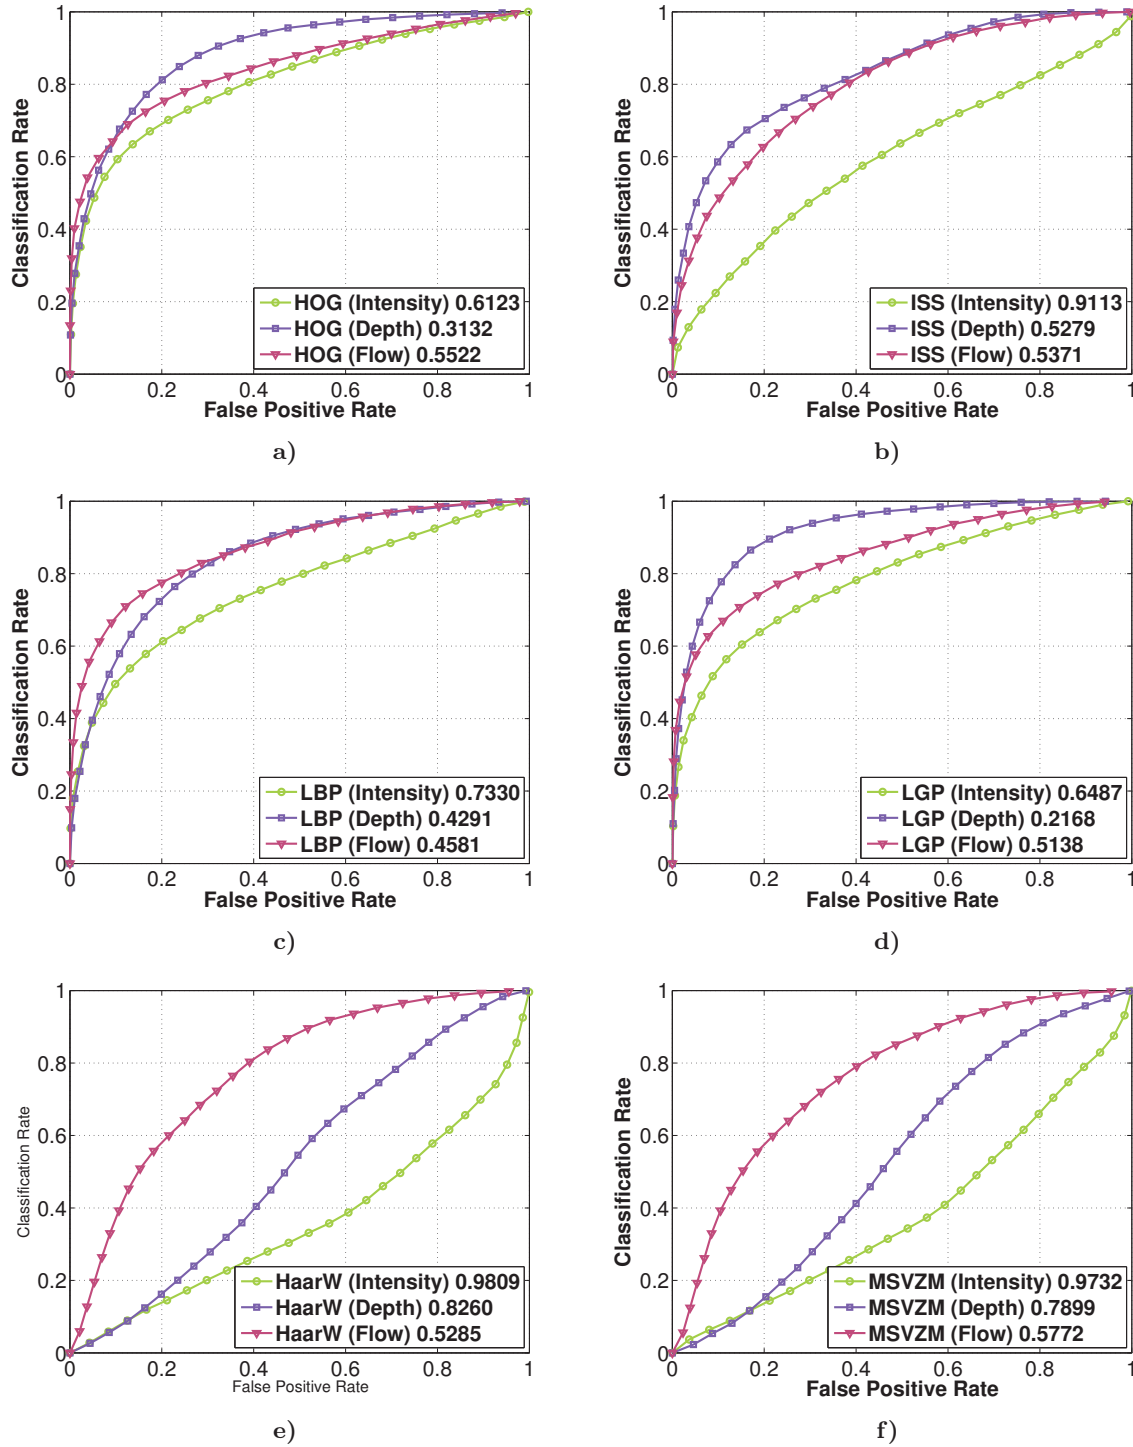 1
0.8
0.6
0.4
0.2
0
Classification Rate
HOG (Intensity) 0.6123
HOG (Depth) 0.3132
HOG (Flow) 0.5522
0 0.2 0.4 0.6 0.8 1
False Positive Rate
a)
1
0.8
0.6
0.4
0.2
0
Classification Rate
ISS (Intensity) 0.9113
ISS (Depth) 0.5279
ISS (Flow) 0.5371
0 0.2 0.4 0.6 0.8 1
False Positive Rate
b)
1
0.8
0.6
0.4
0.2
0
Classification Rate
LBP (Intensity) 0.7330
LBP (Depth) 0.4291
LBP (Flow) 0.4581
0 0.2 0.4 0.6 0.8 1
False Positive Rate
c)
1
0.8
0.6
0.4
0.2
0
Classification Rate
LGP (Intensity) 0.6487
LGP (Depth) 0.2168
LGP (Flow) 0.5138
0 0.2 0.4 0.6 0.8 1
False Positive Rate
d)
1
0.8
0.6
0.4
0.2
0
Classification Rate
HaarW (Intensity) 0.9809
HaarW (Depth) 0.8260
HaarW (Flow) 0.5285
0 0.2 0.4 0.6 0.8 1
False Positive Rate
e)
1
0.8
0.6
0.4
0.2
0
Classification Rate
MSVZM (Intensity) 0.9732
MSVZM (Depth) 0.7899
MSVZM (Flow) 0.5772
0 0.2 0.4 0.6 0.8 1
False Positive Rate
f)